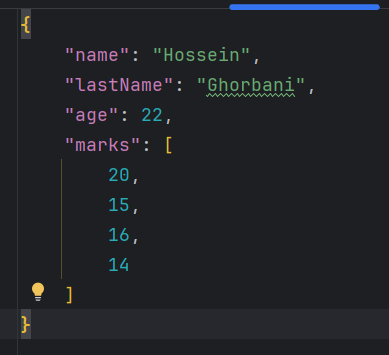 {
    "name": "Hossein",
    "lastName": "Ghorbani",
    "age": 22,
    "marks": [
        20,
        15,
        16,
        14
    ]
}